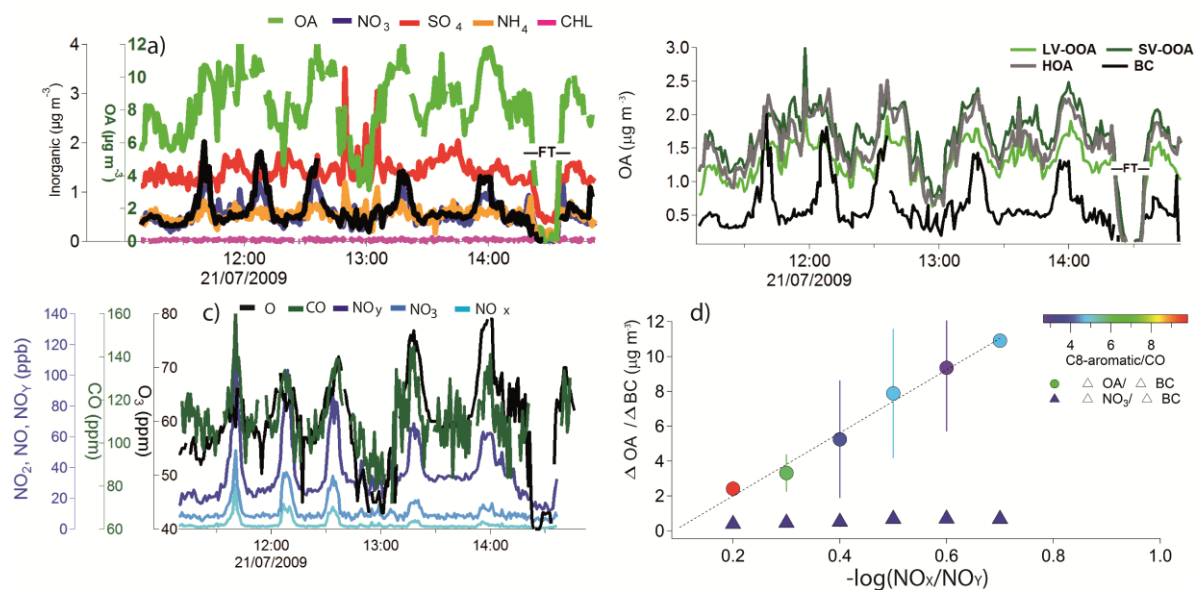 OA NO3 SO 4 NH4 CHL
a)
Inorganic (µg m⁻³)
4
3
2
1
0
OA (µg m⁻³)
12
10
8
6
4
2
0
FT
12:00 13:00 14:00
21/07/2009
LV-OOA SV-OOA
HOA BC
OA (µg m⁻³)
3.0
2.5
2.0
1.5
1.0
0.5
FT
12:00 13:00 14:00
21/07/2009
c)
O CO NOy NO3 NO x
NO2, NO, NOY (ppb)
140
120
100
80
60
40
20
0
CO (ppm)
160
140
120
100
80
60
O3 (ppm)
80
70
60
50
40
12:00 13:00 14:00
21/07/2009
d)
Δ OA / Δ BC (µg m⁻³)
12
10
8
6
4
2
0
4 6 8
C8-aromatic/CO
△ OA/ △ BC
△ NO3/ △ BC
0.2 0.4 0.6 0.8 1.0
-log(NOX/NOY)